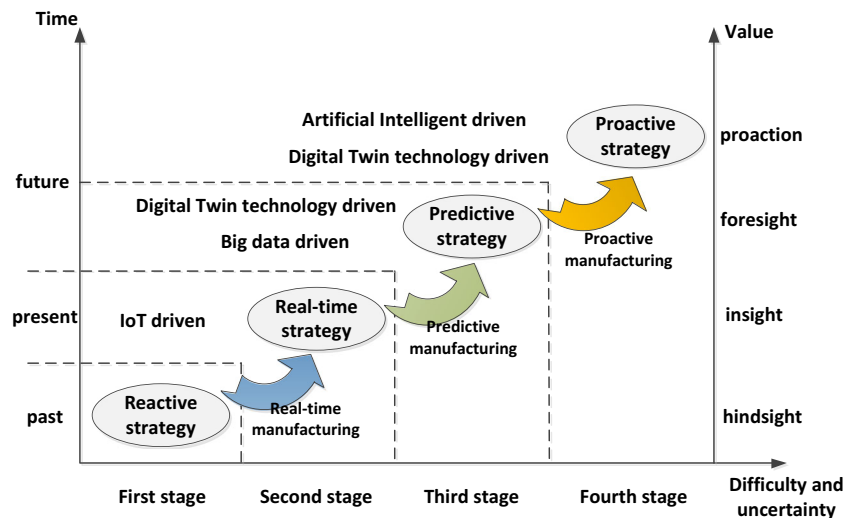 Time
Value
Artificial Intelligent driven
Digital Twin technology driven
Proactive
strategy
proaction
future
Digital Twin technology driven
Big data driven
Predictive
strategy
foresight
Proactive
manufacturing
present
IoT driven
Real-time
strategy
Predictive
manufacturing
insight
past
Reactive
strategy
Real-time
manufacturing
hindsight
First stage
Second stage
Third stage
Fourth stage
Difficulty and
uncertainty